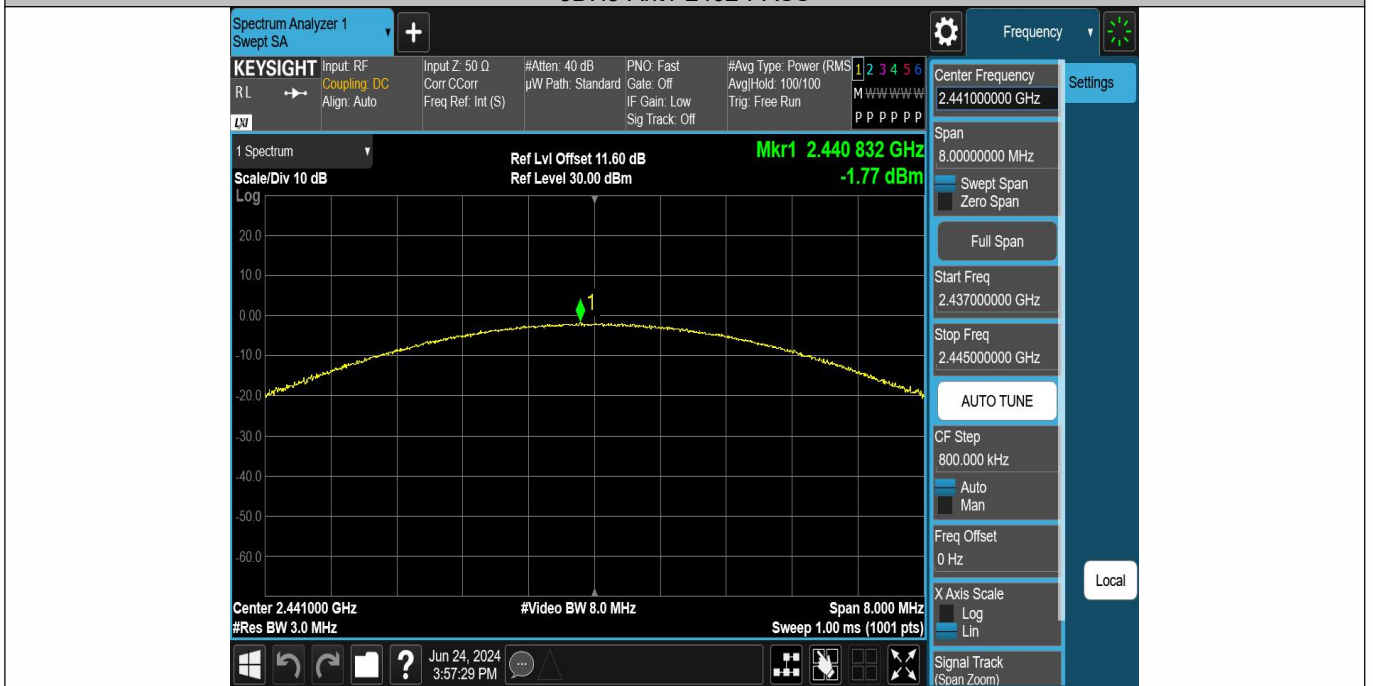 Spectrum Analyzer 1
Swept SA
+
Frequency
KEYSIGHT
RL
LXI
Input: RF
Coupling: DC
Align: Auto
Input Z: 50 Ω
Corr CCorr
Freq Ref: Int (S)
#Atten: 40 dB
µW Path: Standard
PNO: Fast
Gate: Off
IF Gain: Low
Sig Track: Off
#Avg Type: Power (RMS
Avg|Hold: 100/100
Trig: Free Run
1 2 3 4 5 6
M W W W W W
P P P P P P
Center Frequency
2.441000000 GHz
Settings
Span
8.00000000 MHz
Swept Span
Zero Span
Full Span
Start Freq
2.437000000 GHz
Stop Freq
2.445000000 GHz
AUTO TUNE
CF Step
800.000 kHz
Auto
Man
Freq Offset
0 Hz
X Axis Scale
Log
Lin
Signal Track
(Span Zoom)
Local
1 Spectrum
Scale/Div 10 dB
Ref Lvl Offset 11.60 dB
Ref Level 30.00 dBm
Mkr1 2.440 832 GHz
-1.77 dBm
Log
20.0
10.0
0.00
-10.0
-20.0
-30.0
-40.0
-50.0
-60.0
1
Center 2.441000 GHz
#Video BW 8.0 MHz
Span 8.000 MHz
#Res BW 3.0 MHz
Sweep 1.00 ms (1001 pts)
?
Jun 24, 2024
3:57:29 PM